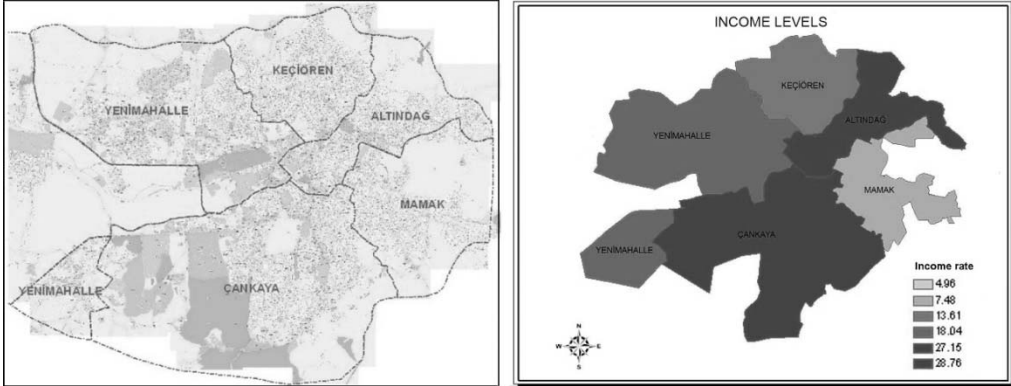 KEÇİÖREN
YENİMAHALLE
ALTINDAĞ
MAMAK
ÇANKAYA
YENİMAHALLE
INCOME LEVELS
KEÇİÖREN
ALTINDAĞ
YENİMAHALLE
MAMAK
ÇANKAYA
YENİMAHALLE
Income rate
4.96
7.48
13.61
18.04
27.15
28.76
N
W E
S